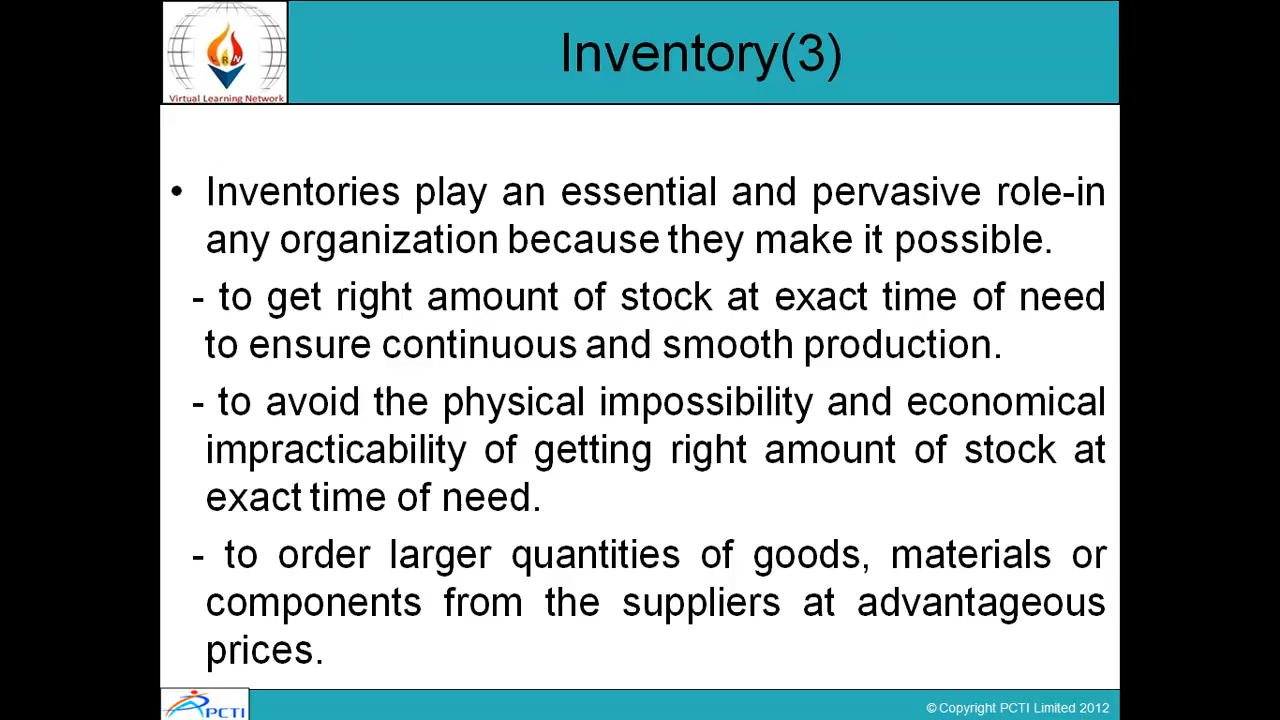 Inventory(3)
LRN
Virtual Learning Network
• Inventories play an essential and pervasive role-in
any organization because they make it possible.
- to get right amount of stock at exact time of need
to ensure continuous and smooth production.
- to avoid the physical impossibility and economical
impracticability of getting right amount of stock at
exact time of need.
- to order larger quantities of goods, materials or
components from the suppliers at advantageous
prices.
PCTI
© Copyright PCTI Limited 2012